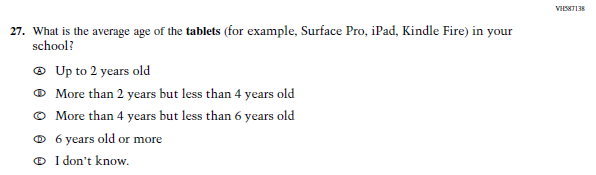 VH587138
27. What is the average age of the tablets (for example, Surface Pro, iPad, Kindle Fire) in your
school?
Ⓐ Up to 2 years old
Ⓑ More than 2 years but less than 4 years old
Ⓒ More than 4 years but less than 6 years old
Ⓓ 6 years old or more
Ⓔ I don't know.